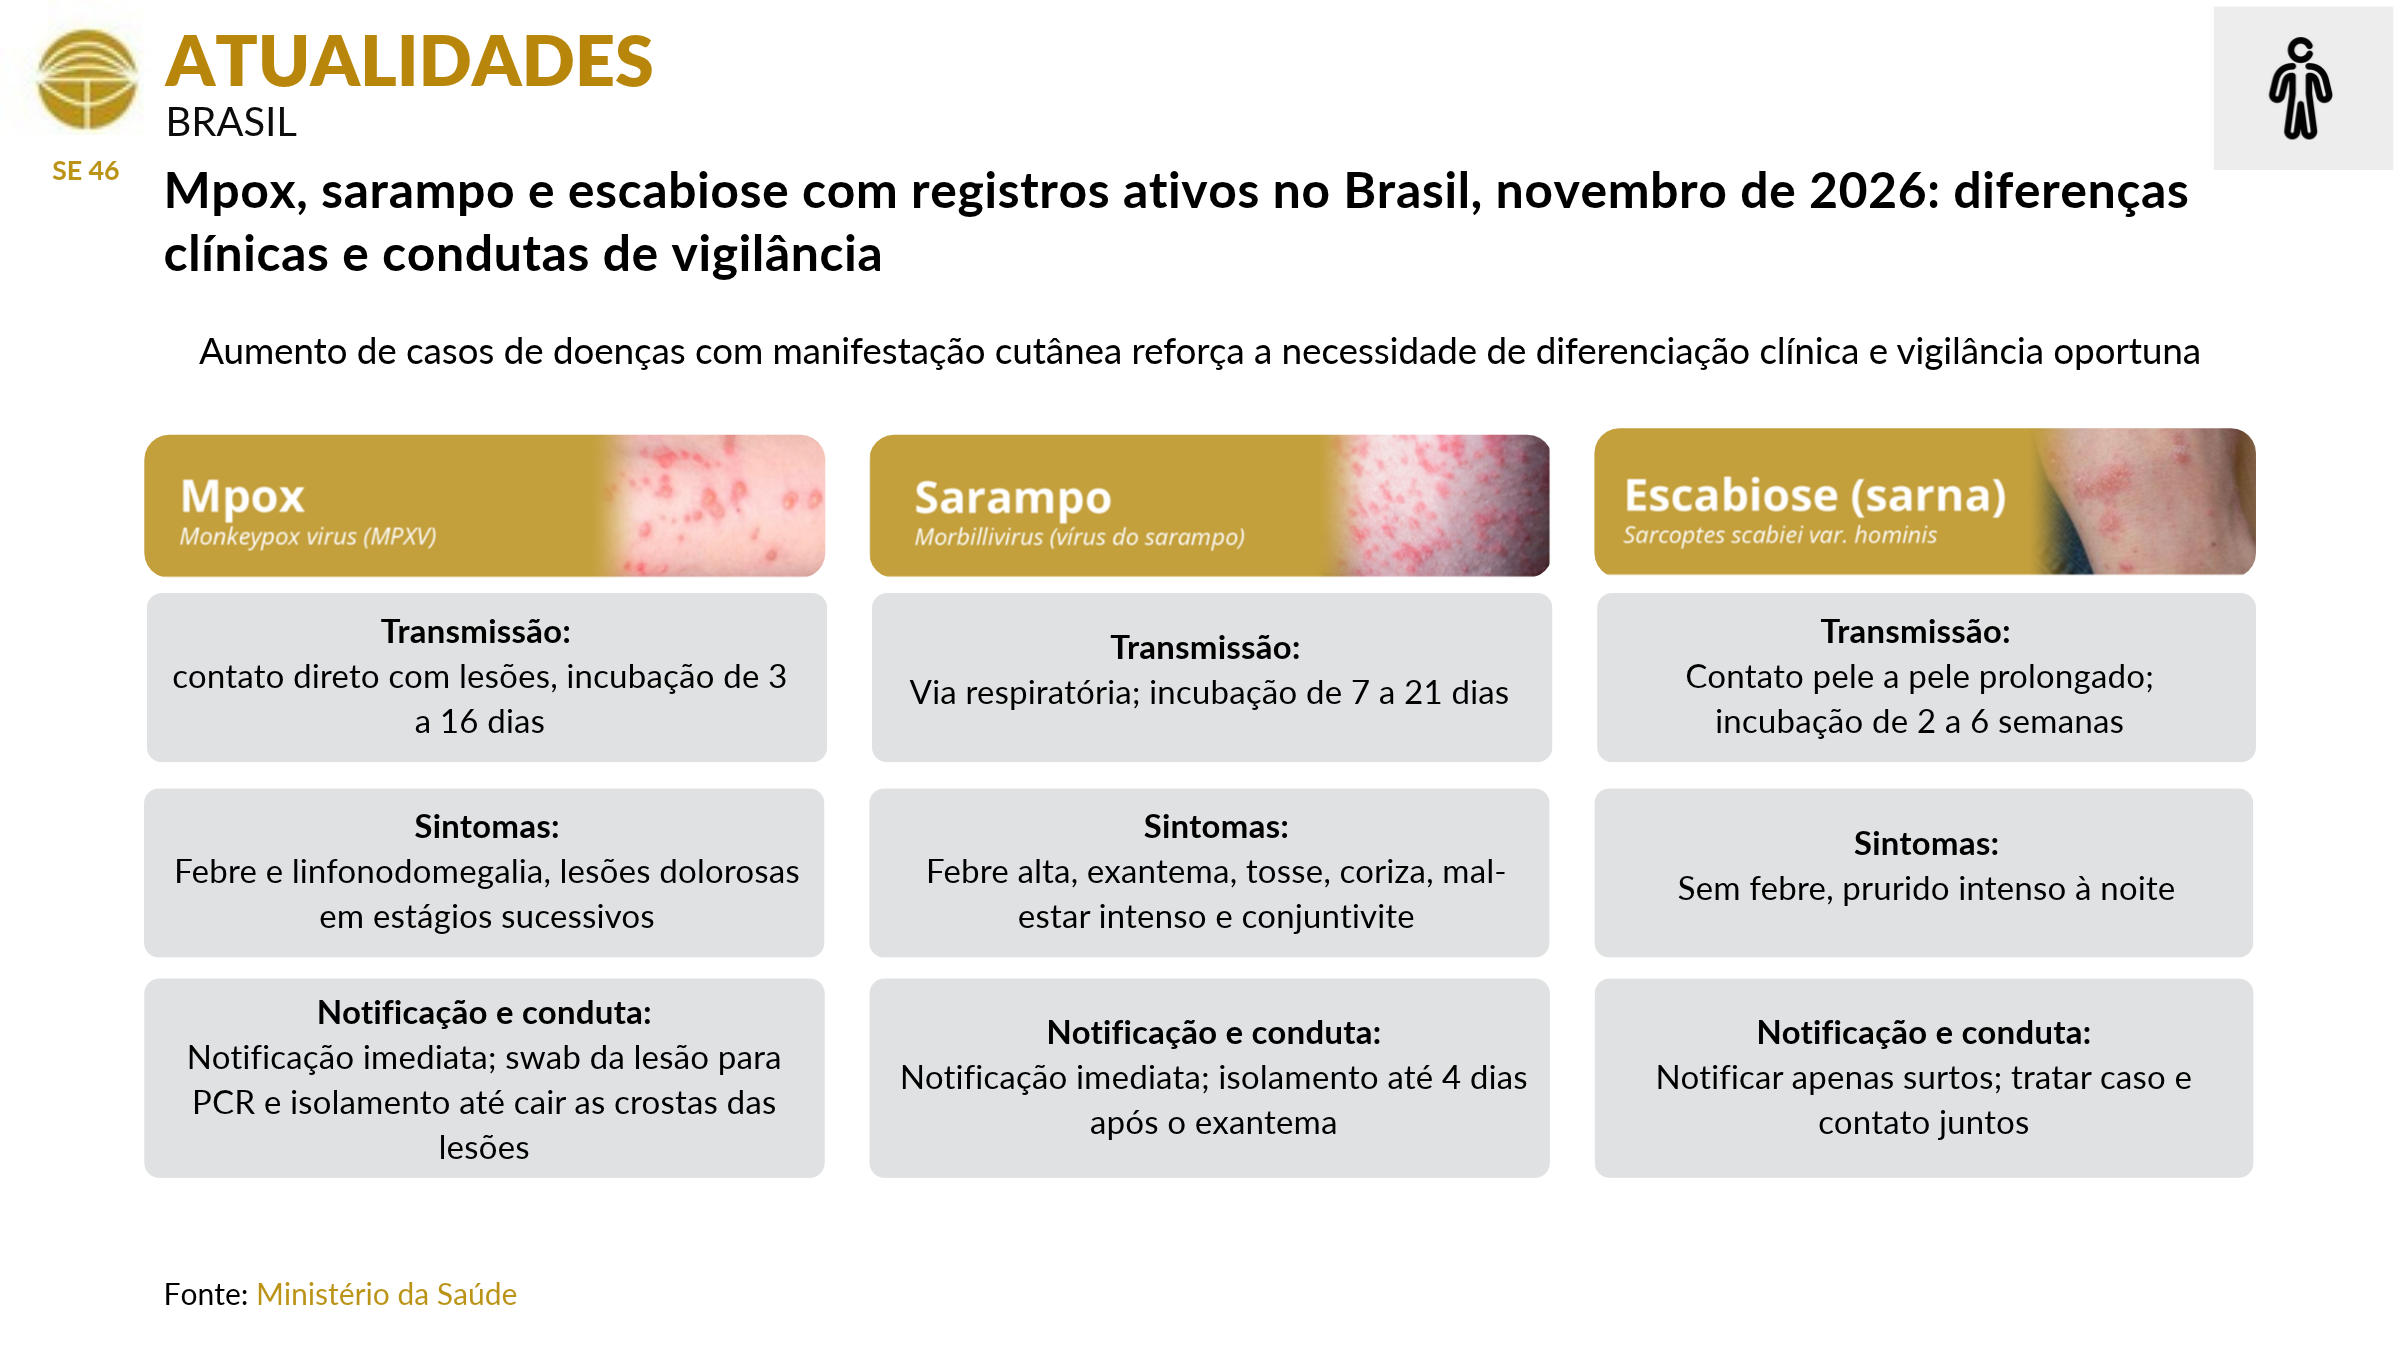 ATUALIDADES
BRASIL
SE 46
Mpox, sarampo e escabiose com registros ativos no Brasil, novembro de 2026: diferenças
clínicas e condutas de vigilância
Aumento de casos de doenças com manifestação cutânea reforça a necessidade de diferenciação clínica e vigilância oportuna
Mpox
Monkeypox virus (MPXV)
Transmissão:
contato direto com lesões, incubação de 3
a 16 dias
Sintomas:
Febre e linfonodomegalia, lesões dolorosas
em estágios sucessivos
Notificação e conduta:
Notificação imediata; swab da lesão para
PCR e isolamento até cair as crostas das
lesões
Sarampo
Morbillivirus (vírus do sarampo)
Transmissão:
Via respiratória; incubação de 7 a 21 dias
Sintomas:
Febre alta, exantema, tosse, coriza, mal-
estar intenso e conjuntivite
Notificação e conduta:
Notificação imediata; isolamento até 4 dias
após o exantema
Escabiose (sarna)
Sarcoptes scabiei var. hominis
Transmissão:
Contato pele a pele prolongado;
incubação de 2 a 6 semanas
Sintomas:
Sem febre, prurido intenso à noite
Notificação e conduta:
Notificar apenas surtos; tratar caso e
contato juntos
Fonte: Ministério da Saúde